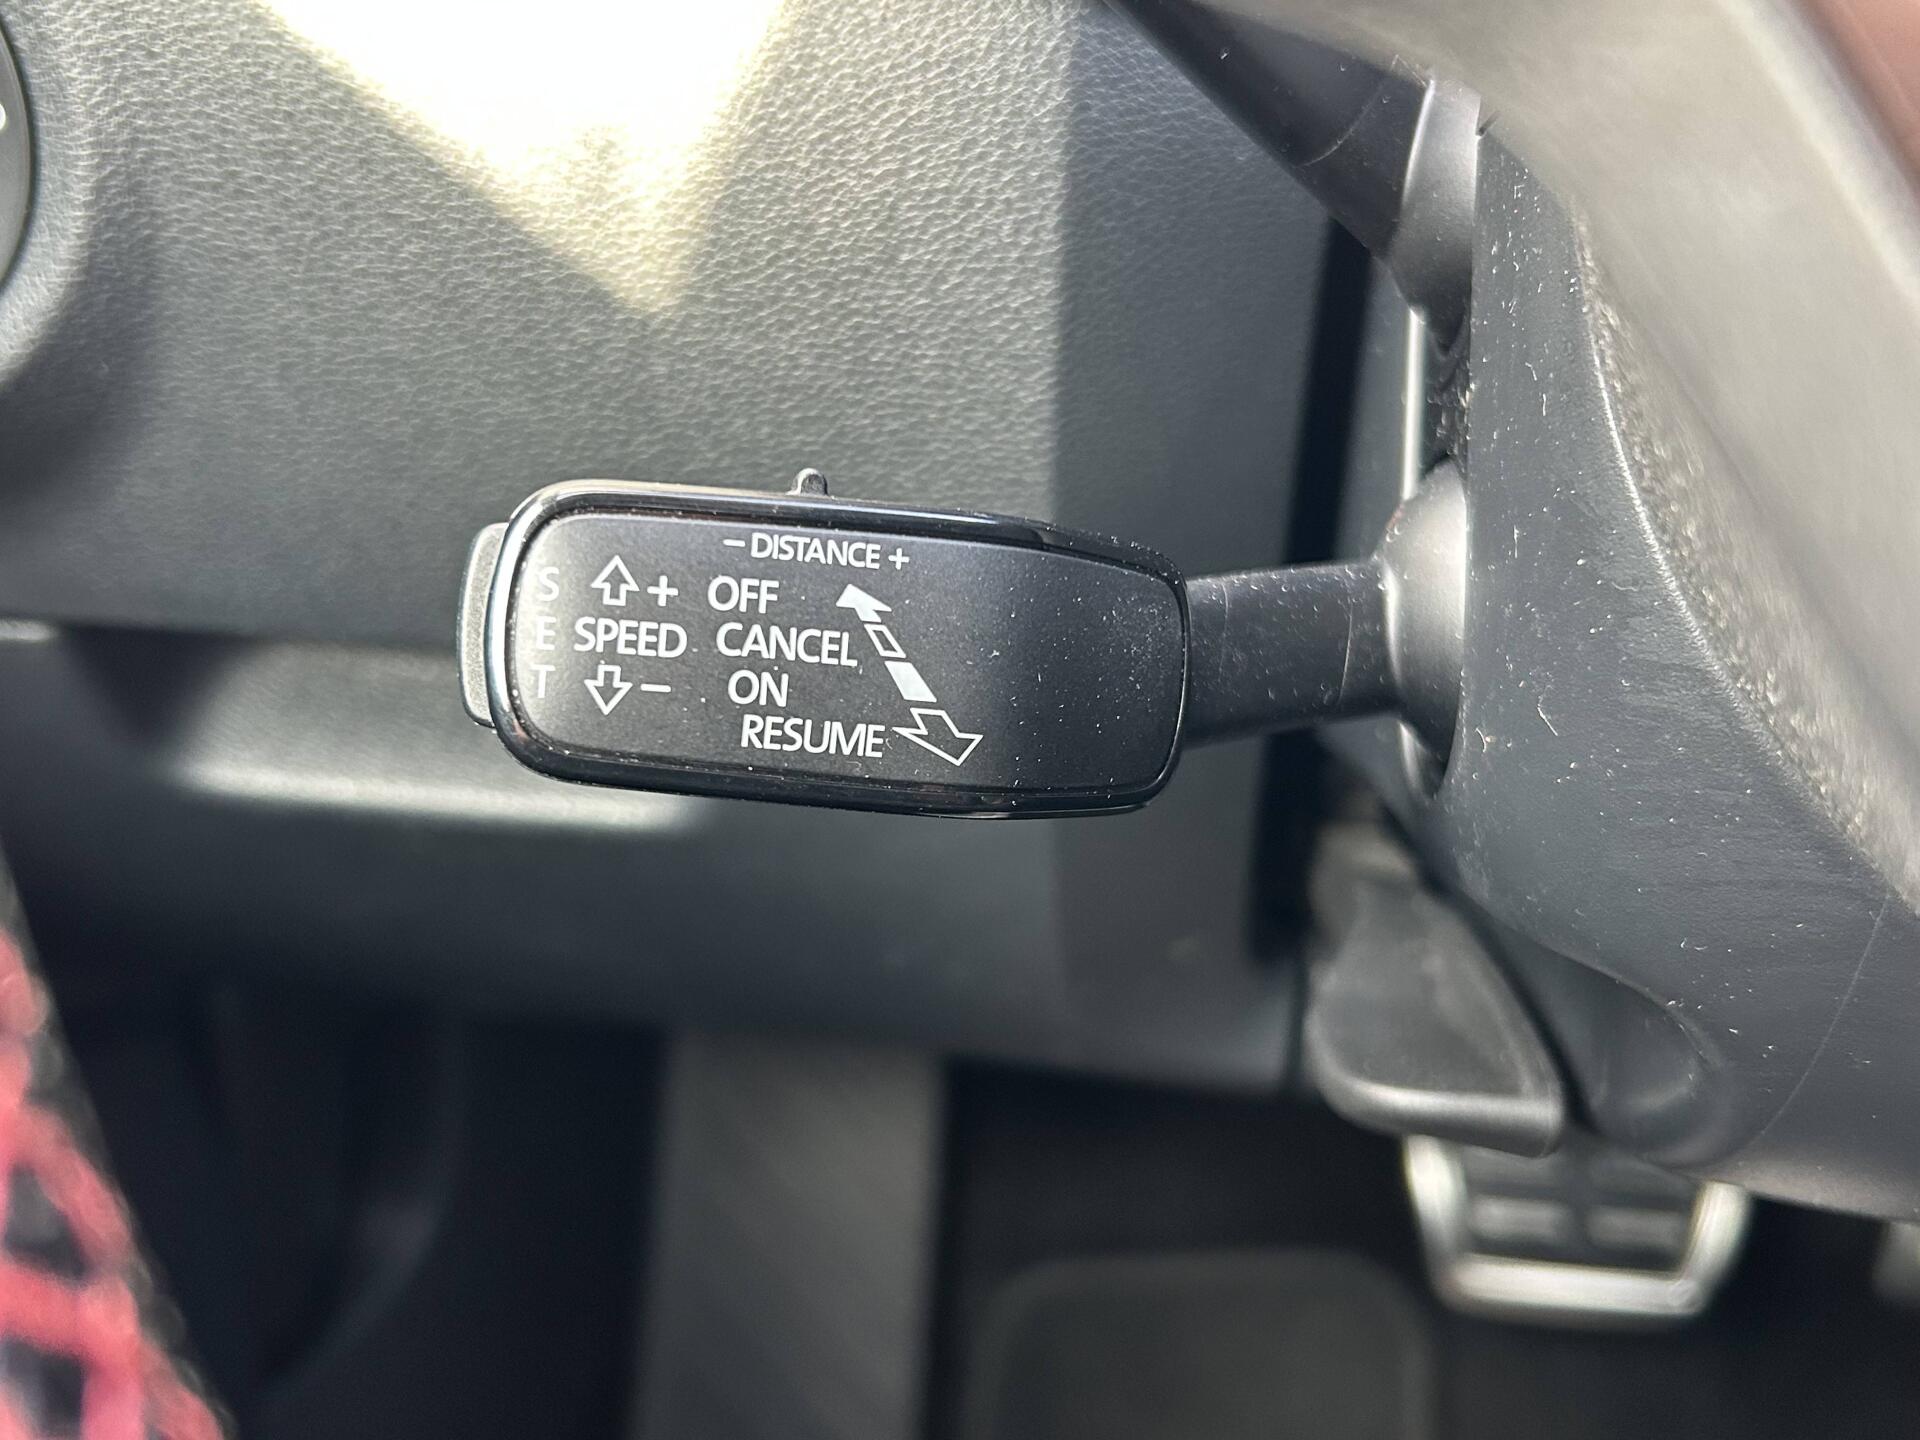 - DISTANCE +
S + OFF
E SPEED CANCEL
T - ON
RESUME